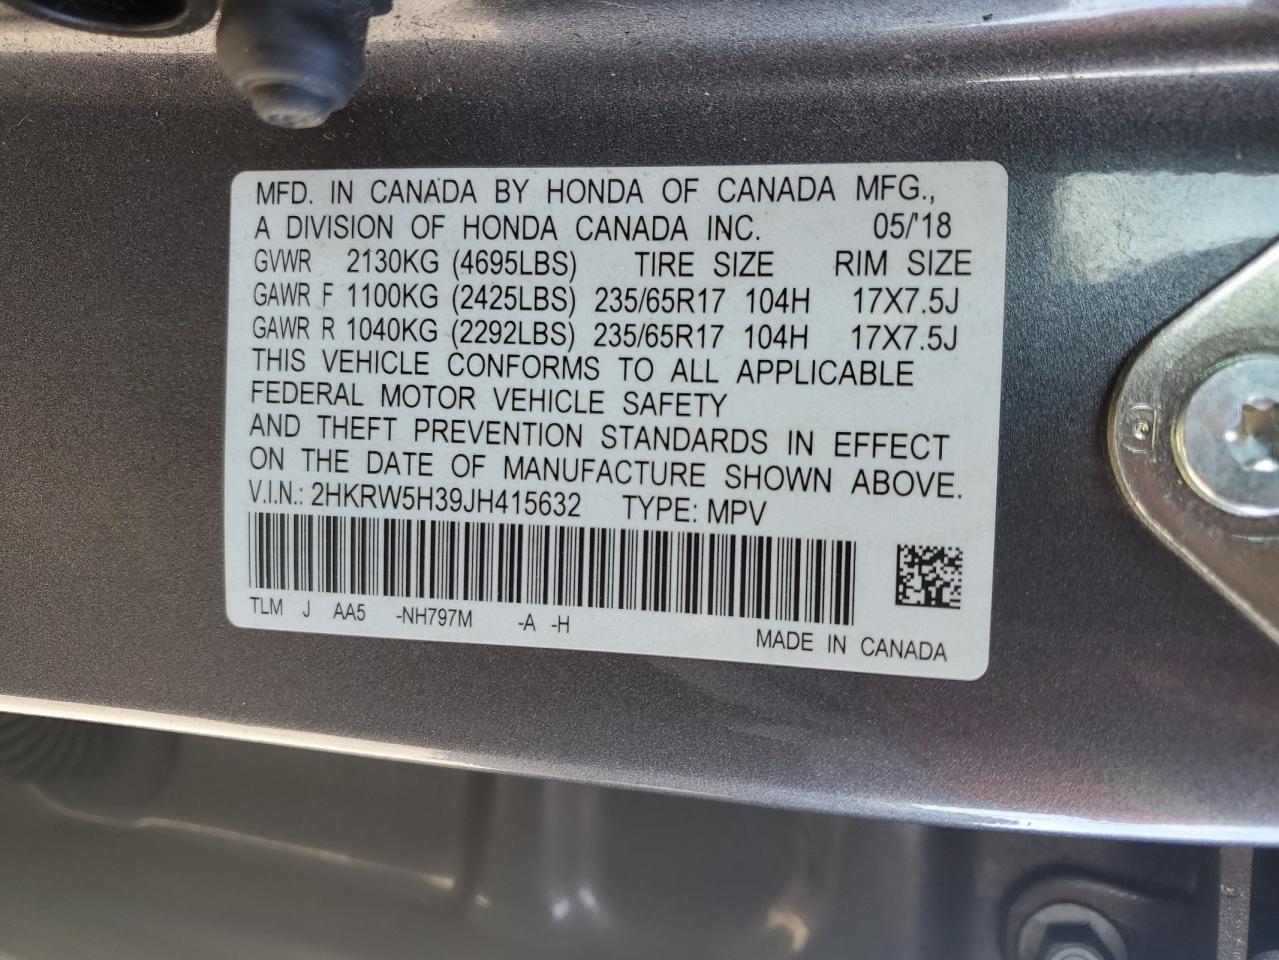 MFD. IN CANADA BY HONDA OF CANADA MFG.,
A DIVISION OF HONDA CANADA INC. 05/'18
GVWR 2130KG (4695LBS) TIRE SIZE RIM SIZE
GAWR F 1100KG (2425LBS) 235/65R17 104H 17X7.5J
GAWR R 1040KG (2292LBS) 235/65R17 104H 17X7.5J
THIS VEHICLE CONFORMS TO ALL APPLICABLE
FEDERAL MOTOR VEHICLE SAFETY
AND THEFT PREVENTION STANDARDS IN EFFECT
ON THE DATE OF MANUFACTURE SHOWN ABOVE.
V.I.N.: 2HKRW5H39JH415632 TYPE: MPV
TLM J AA5 -NH797M -A -H
MADE IN CANADA